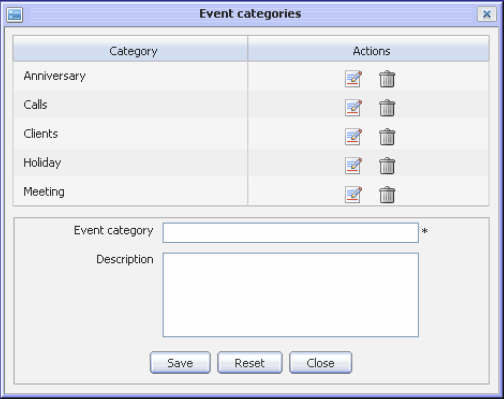 Event categories
Category Actions
Anniversary
Calls
Clients
Holiday
Meeting
Event category *
Description
Save Reset Close